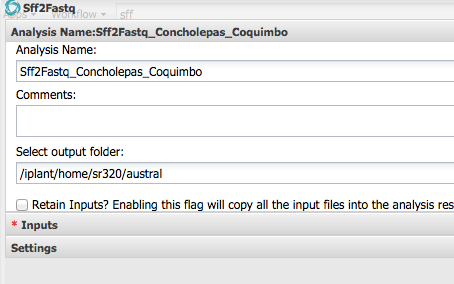 Sff2Fastq
Apps Workflow sff
Analysis Name:Sff2Fastq_Concholepas_Coquimbo
Analysis Name:
Sff2Fastq_Concholepas_Coquimbo
Comments:
Select output folder:
/iplant/home/sr320/austral
Retain Inputs? Enabling this flag will copy all the input files into the analysis res
* Inputs
Settings